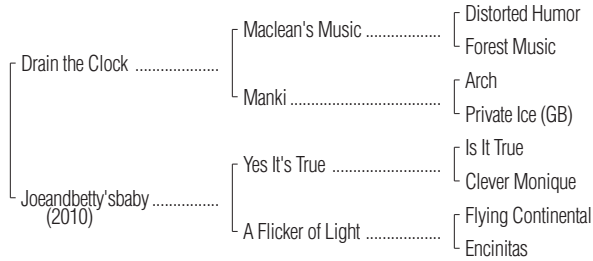 Distorted Humor
Maclean's Music ..................
Forest Music
Drain the Clock ....................
Arch
Manki ....................................
Private Ice (GB)
Is It True
Yes It's True ..........................
Clever Monique
Joeandbetty'sbaby ................
(2010)
Flying Continental
A Flicker of Light ..................
Encinitas